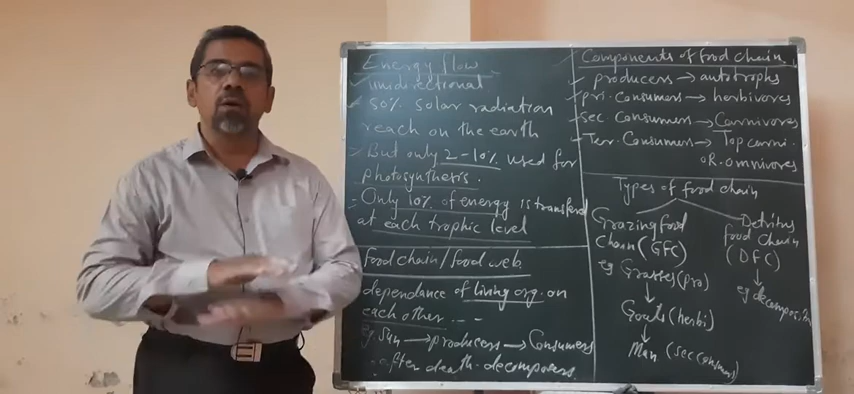 Energy flow
unidirectional
50% solar radiation
reach on the earth
But only 2-10% used for
photosynthesis.
Only 10% of energy is transferd
at each trophic level
food chain/food web
dependance of living org. on
each other ---
eg. Sun → producers → Consumers
after death-decomposers.
Components of food chain
producers → autotrophs
pri. consumers → herbivores
sec. consumers → Carnivores
Ter. Consumers → Top carni.
OR. omnivores
Types of food chain
Grazing food
chain (GFC)
eg Grasses (pro)
↓
Goats (herbi)
↓
Man (sec consumers)
Detritus
food chain
(DFC)
↓
eg decomposition